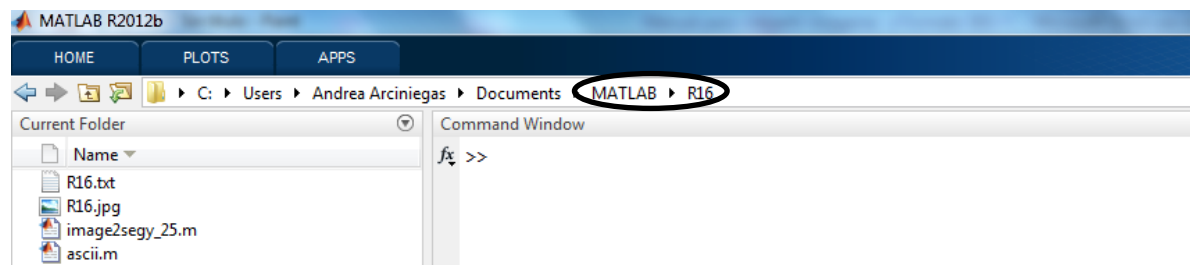 MATLAB R2012b
HOME PLOTS APPS
C: Users Andrea Arciniegas Documents MATLAB R16
Current Folder Command Window
Name fx >>
R16.txt
R16.jpg
image2segy_25.m
ascii.m